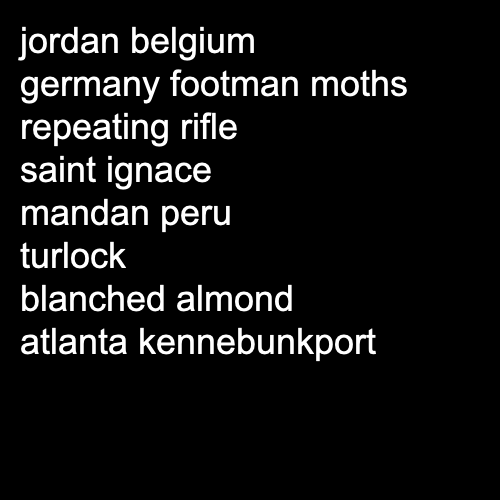 jordan belgium
germany footman moths
repeating rifle
saint ignace
mandan peru
turlock
blanched almond
atlanta kennebunkport